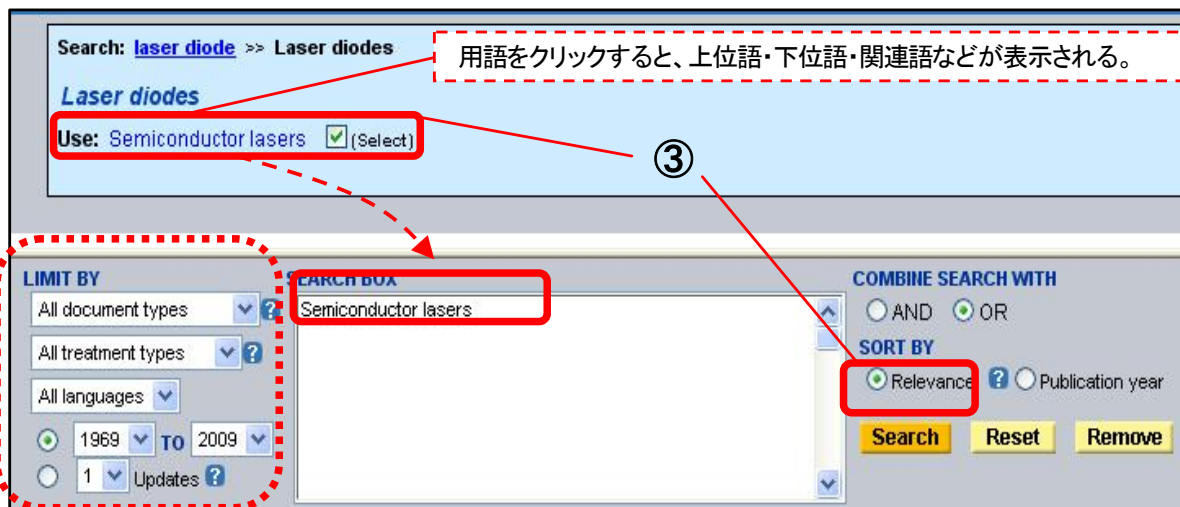 Search: laser diode >> Laser diodes
用語をクリックすると、上位語・下位語・関連語などが表示される。
Laser diodes
Use: Semiconductor lasers (Select)
③
LIMIT BY
All document types ?
All treatment types ?
All languages
1969 TO 2009
1 Updates ?
SEARCH BOX
Semiconductor lasers
COMBINE SEARCH WITH
AND OR
SORT BY
Relevance ? Publication year
Search Reset Remove